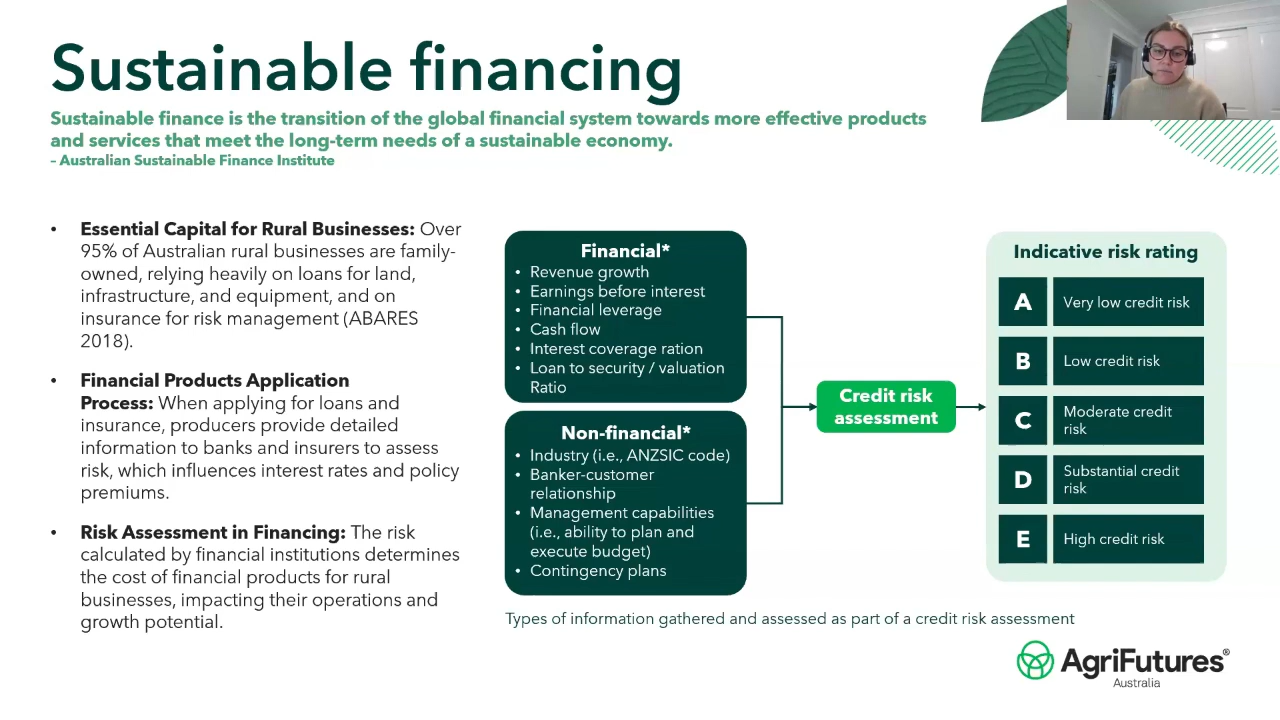 Sustainable financing
Sustainable finance is the transition of the global financial system towards more effective products
and services that meet the long-term needs of a sustainable economy.
– Australian Sustainable Finance Institute
• Essential Capital for Rural Businesses: Over
95% of Australian rural businesses are family-
owned, relying heavily on loans for land,
infrastructure, and equipment, and on
insurance for risk management (ABARES
2018).
• Financial Products Application
Process: When applying for loans and
insurance, producers provide detailed
information to banks and insurers to assess
risk, which influences interest rates and policy
premiums.
• Risk Assessment in Financing: The risk
calculated by financial institutions determines
the cost of financial products for rural
businesses, impacting their operations and
growth potential.
Financial*
• Revenue growth
• Earnings before interest
• Financial leverage
• Cash flow
• Interest coverage ration
• Loan to security / valuation
Ratio
Non-financial*
• Industry (i.e., ANZSIC code)
• Banker-customer
relationship
• Management capabilities
(i.e., ability to plan and
execute budget)
• Contingency plans
Credit risk
assessment
Indicative risk rating
A Very low credit risk
B Low credit risk
C Moderate credit
risk
D Substantial credit
risk
E High credit risk
Types of information gathered and assessed as part of a credit risk assessment
AgriFutures®
Australia